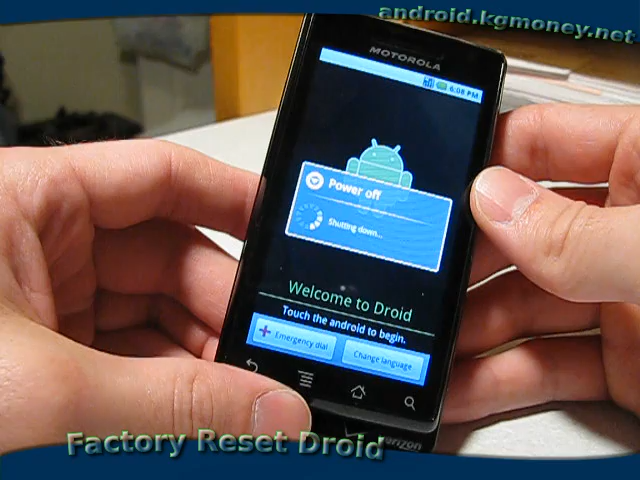 android.kgmoney.net
MOTOROLA
6:08 PM
Power off
Shutting down...
Welcome to Droid
Touch the android to begin.
Emergency dial
Change language
verizon
Factory Reset Droid